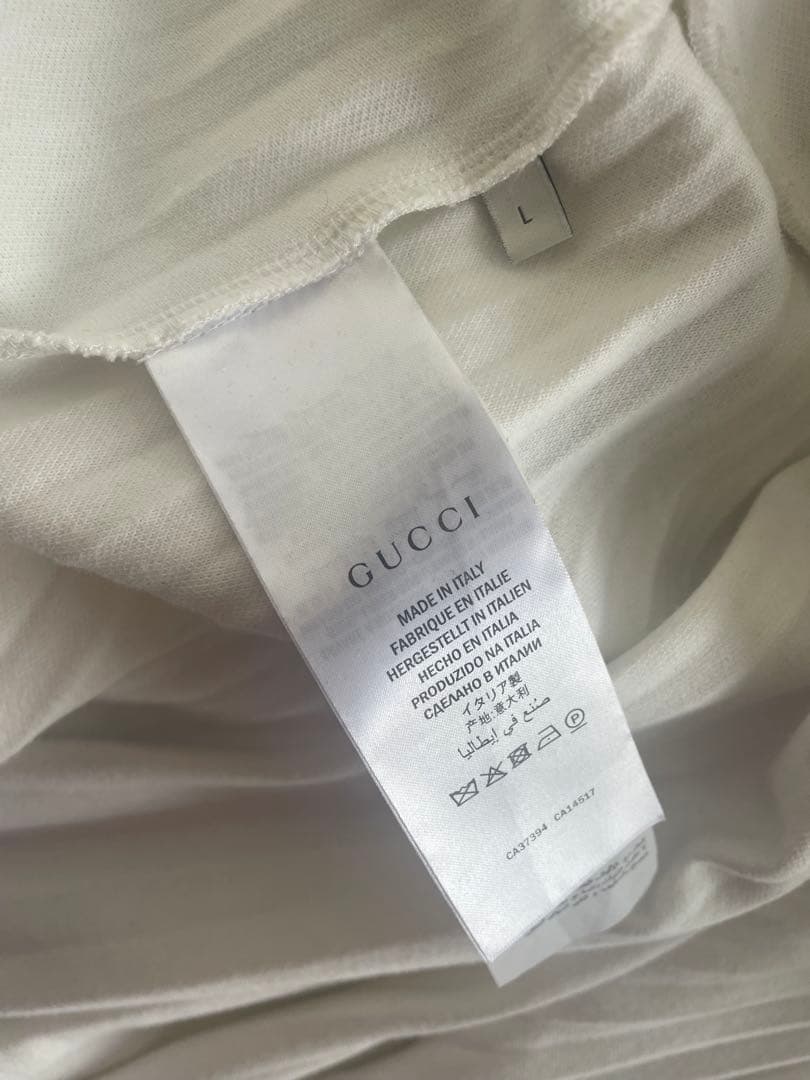 L
GUCCI
MADE IN ITALY
FABRIQUE EN ITALIE
HERGESTELLT IN ITALIEN
HECHO EN ITALIA
PRODUZIDO NA ITALIA
СДЕЛАНО В ИТАЛИИ
イタリア製
产地:意大利
صنع في إيطاليا
P
CA37394 CA14517